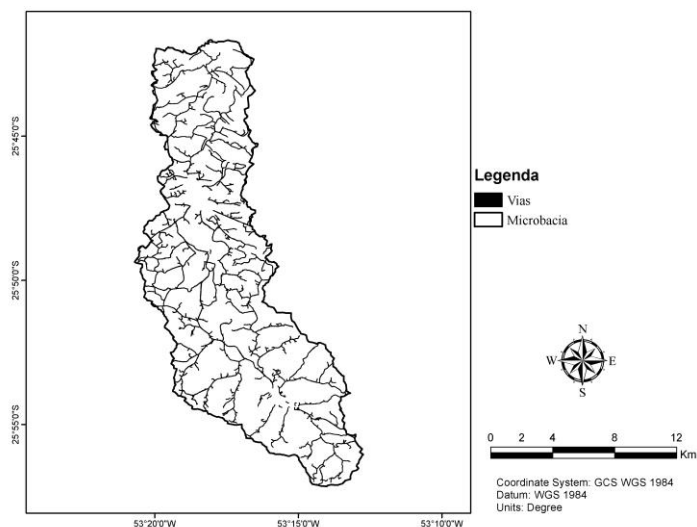 25°45'0"S
25°50'0"S
25°55'0"S
53°20'0"W
53°15'0"W
53°10'0"W
Legenda
Vias
Microbacia
N
W
E
S
0 4 8 12
Km
Coordinate System: GCS WGS 1984
Datum: WGS 1984
Units: Degree